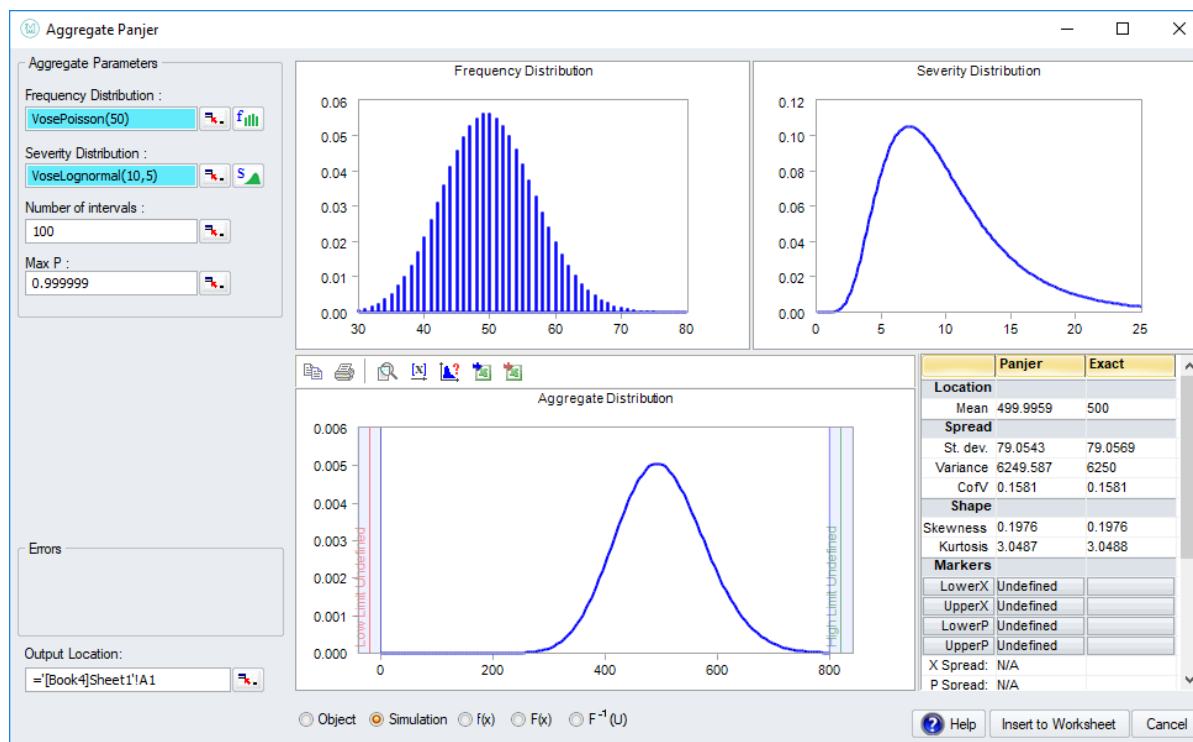 Aggregate Panjer
Aggregate Parameters
Frequency Distribution :
VosePoisson(50)
Severity Distribution :
VoseLognormal(10,5)
Number of intervals :
100
Max P :
0.999999
Errors
Output Location:
='[Book4]Sheet1'!A1
Frequency Distribution
0.06
0.05
0.04
0.03
0.02
0.01
0.00
30 40 50 60 70 80
Severity Distribution
0.12
0.10
0.08
0.06
0.04
0.02
0.00
0 5 10 15 20 25
Aggregate Distribution
0.006
0.005
0.004
0.003
0.002
0.001
0.000
0 200 400 600 800
Low Limit Undefined
High Limit Undefined
Panjer Exact
Location
Mean 499.9959 500
Spread
St. dev. 79.0543 79.0569
Variance 6249.587 6250
CofV 0.1581 0.1581
Shape
Skewness 0.1976 0.1976
Kurtosis 3.0487 3.0488
Markers
LowerX Undefined
UpperX Undefined
LowerP Undefined
UpperP Undefined
X Spread: N/A
P Spread: N/A
Object Simulation f(x) F(x) F⁻¹(U)
Help Insert to Worksheet Cancel